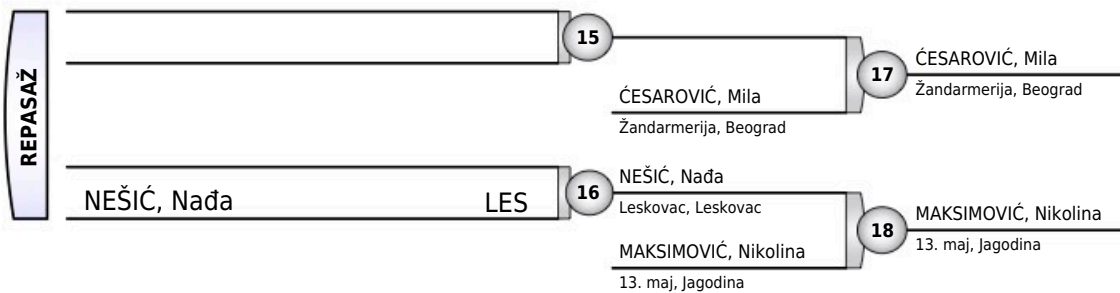 REPASAŽ
15
ĆESAROVIĆ, Mila
Žandarmerija, Beograd
17
ĆESAROVIĆ, Mila
Žandarmerija, Beograd
NEŠIĆ, Nađa LES
16
NEŠIĆ, Nađa
Leskovac, Leskovac
MAKSIMOVIĆ, Nikolina
13. maj, Jagodina
18
MAKSIMOVIĆ, Nikolina
13. maj, Jagodina